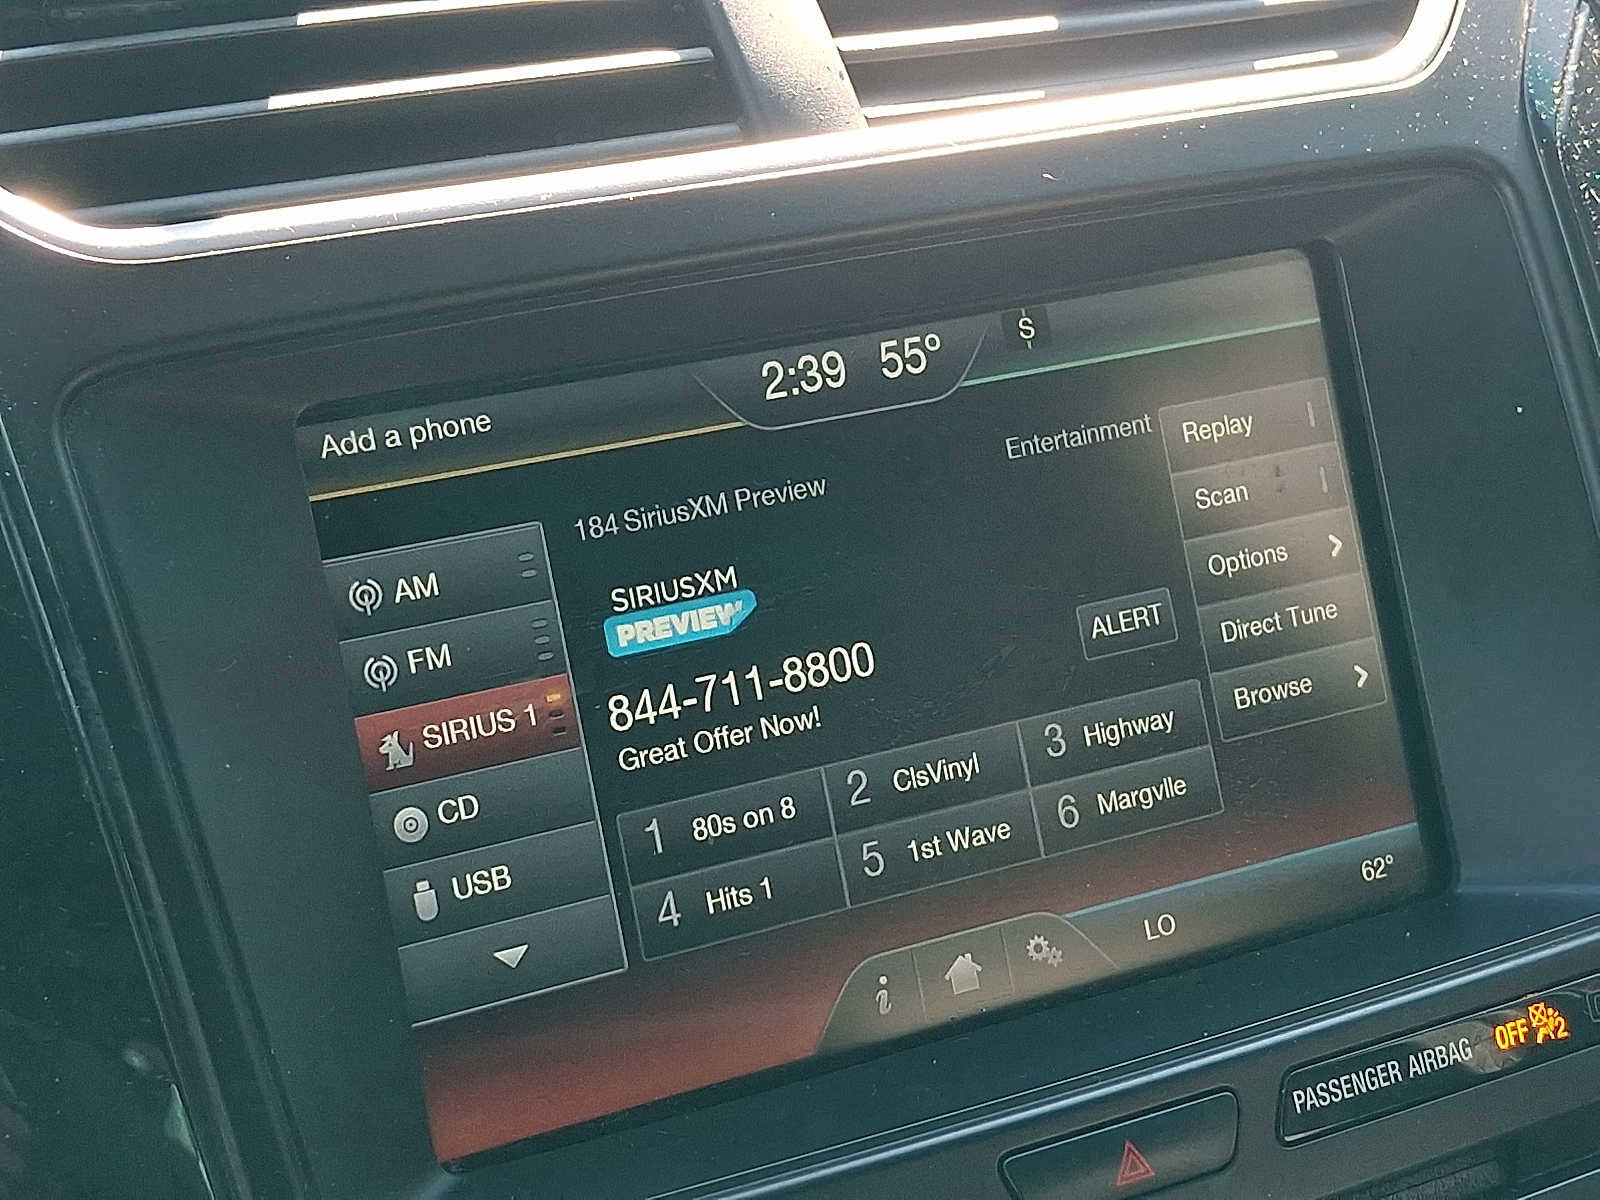 2:39 55° S
Add a phone
Entertainment
184 SiriusXM Preview
AM
FM
SIRIUS 1
CD
USB
SIRIUSXM
PREVIEW
844-711-8800
Great Offer Now!
ALERT
Replay
Scan
Options
Direct Tune
Browse
1 80s on 8
2 ClsVinyl
3 Highway
4 Hits 1
5 1st Wave
6 Margvlle
i
LO
62°
PASSENGER AIRBAG OFF 2